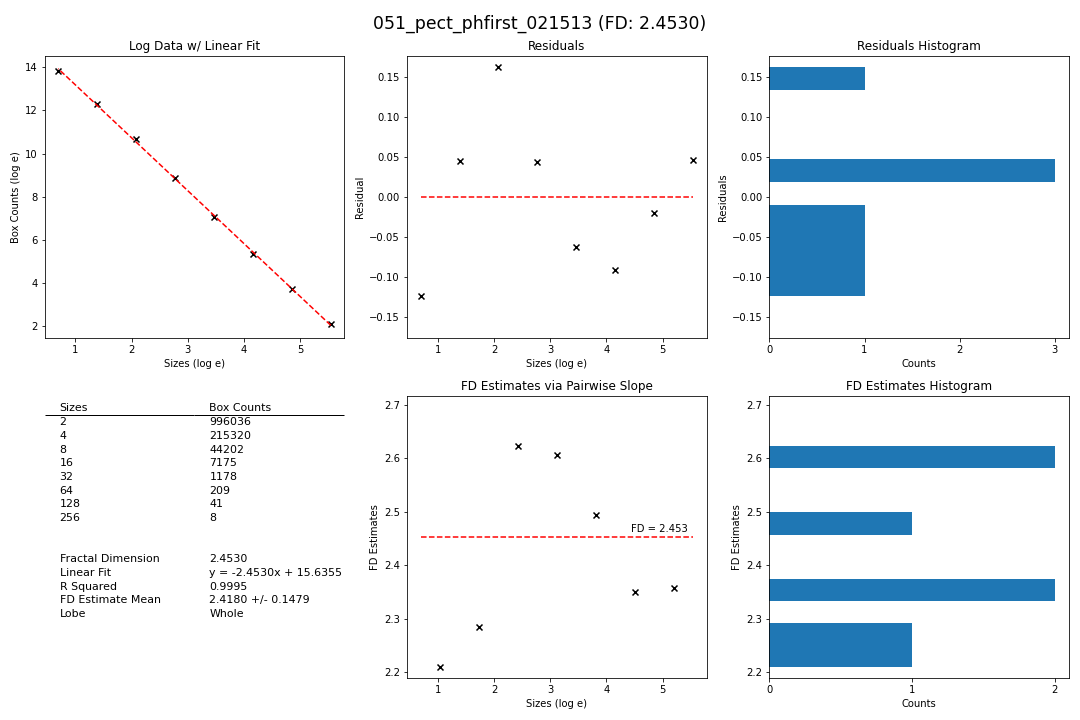 051_pect_phfirst_021513 (FD: 2.4530)
Log Data w/ Linear Fit
14
12
10
8
6
4
2
Box Counts (log e)
1 2 3 4 5
Sizes (log e)
Residuals
0.15
0.10
0.05
0.00
−0.05
−0.10
−0.15
Residual
1 2 3 4 5
Sizes (log e)
Residuals Histogram
0.15
0.10
0.05
0.00
−0.05
−0.10
−0.15
Residuals
0 1 2 3
Counts
Sizes Box Counts
2 996036
4 215320
8 44202
16 7175
32 1178
64 209
128 41
256 8
Fractal Dimension 2.4530
Linear Fit y = -2.4530x + 15.6355
R Squared 0.9995
FD Estimate Mean 2.4180 +/- 0.1479
Lobe Whole
FD Estimates via Pairwise Slope
2.7
2.6
2.5
2.4
2.3
2.2
FD Estimates
FD = 2.453
1 2 3 4 5
Sizes (log e)
FD Estimates Histogram
2.7
2.6
2.5
2.4
2.3
2.2
FD Estimates
0 1 2
Counts